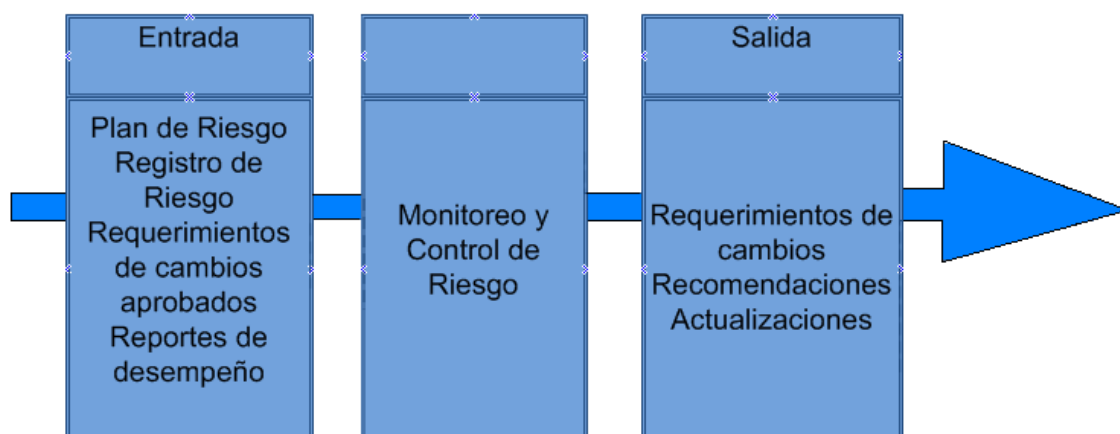 Entrada
Plan de Riesgo
Registro de
Riesgo
Requerimientos
de cambios
aprobados
Reportes de
desempeño
Monitoreo y
Control de
Riesgo
Salida
Requerimientos de
cambios
Recomendaciones
Actualizaciones